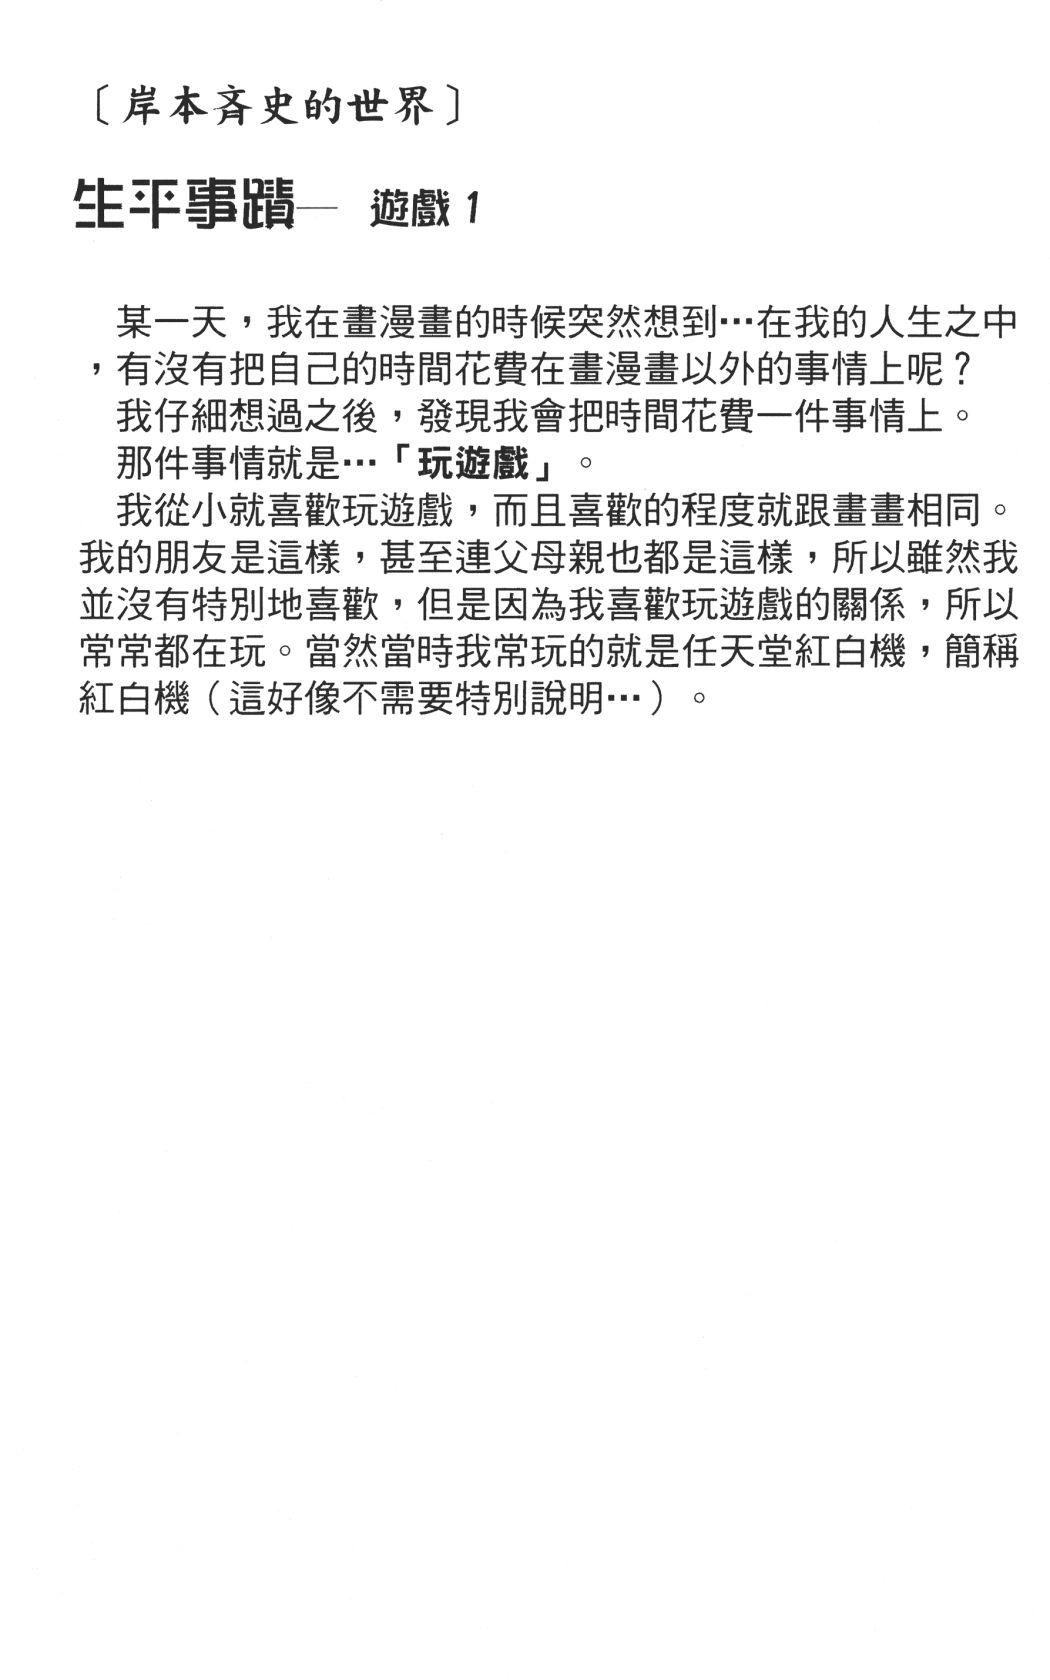 〔岸本斉史的世界〕
生平事蹟— 遊戲 1
某一天，我在畫漫畫的時候突然想到…在我的人生之中
，有沒有把自己的時間花費在畫漫畫以外的事情上呢？
我仔細想過之後，發現我會把時間花費一件事情上。
那件事情就是…「玩遊戲」。
我從小就喜歡玩遊戲，而且喜歡的程度就跟畫畫相同。
我的朋友是這樣，甚至連父母親也都是這樣，所以雖然我
並沒有特別地喜歡，但是因為我喜歡玩遊戲的關係，所以
常常都在玩。當然當時我常玩的就是任天堂紅白機，簡稱
紅白機（這好像不需要特別說明…）。